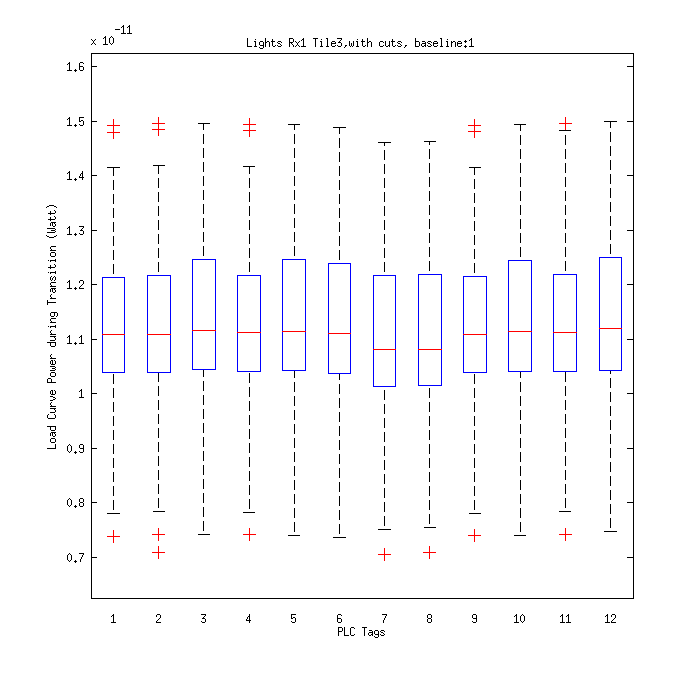 x 10^-11
Lights Rx1 Tile3,with cuts, baseline:1
1.6
1.5
1.4
1.3
1.2
1.1
1
0.9
0.8
0.7
Load Curve Power during Transition (Watt)
1 2 3 4 5 6 7 8 9 10 11 12
PLC Tags